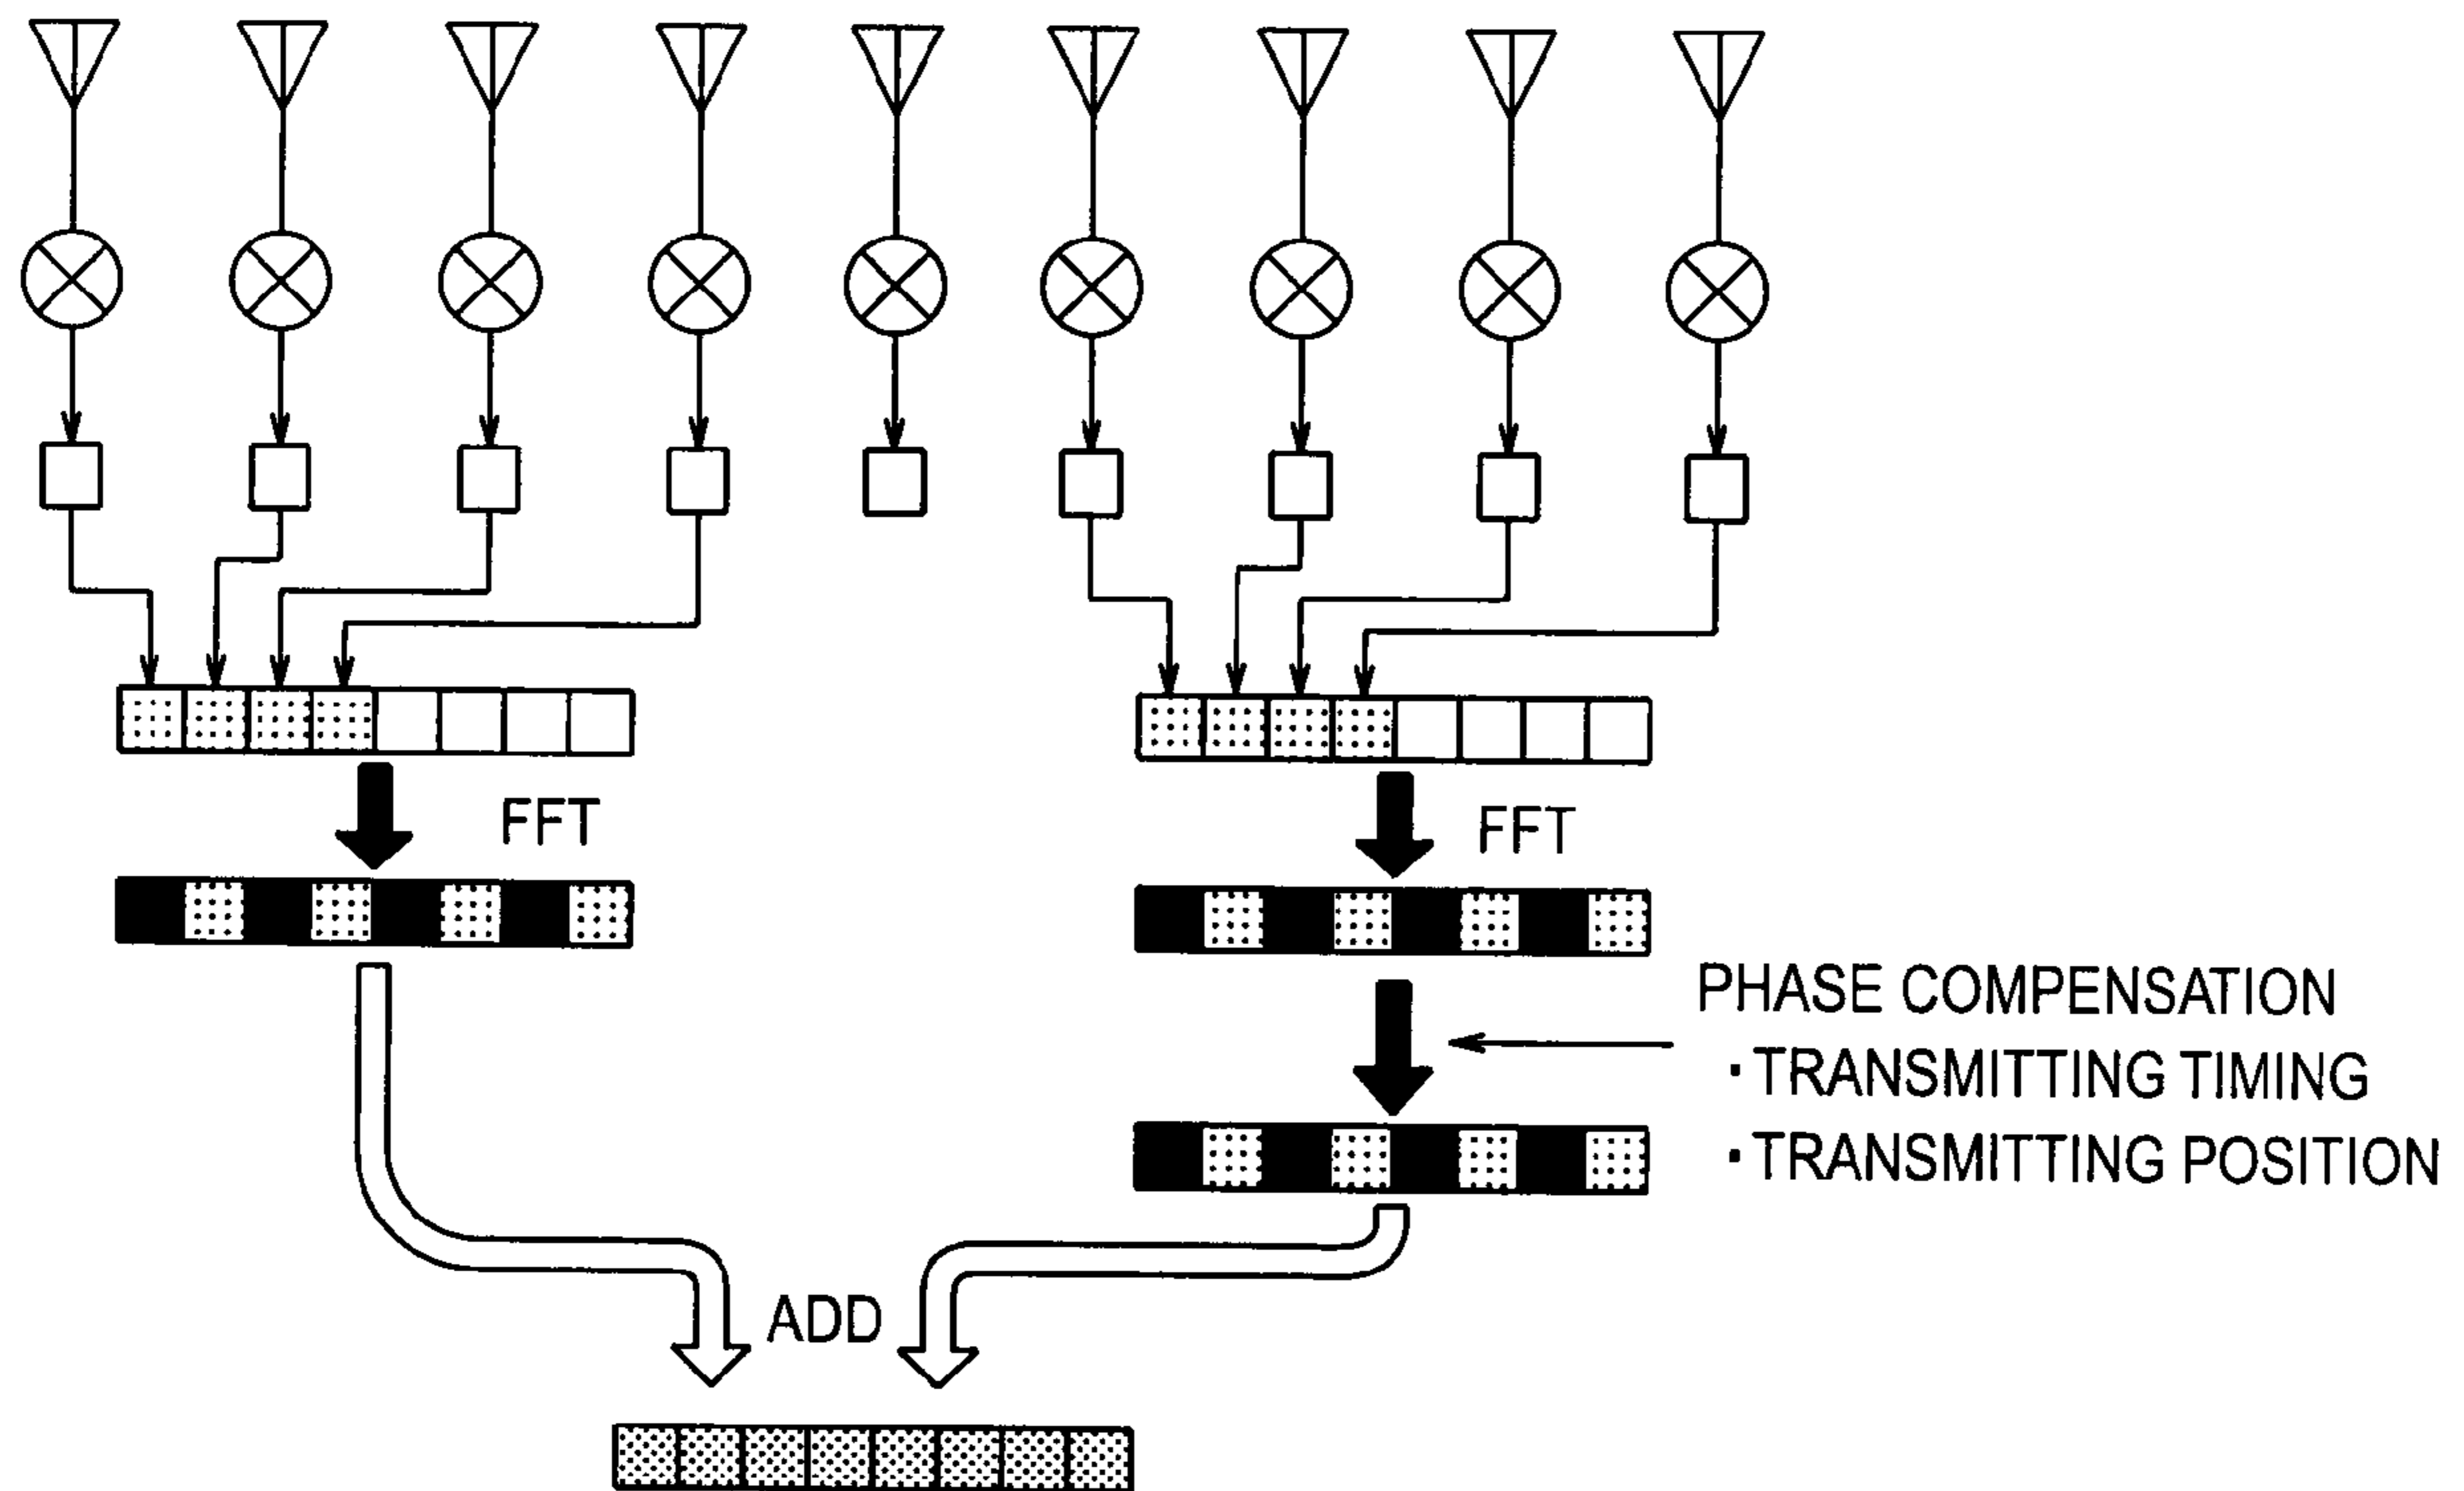 FFT
FFT
PHASE COMPENSATION
・TRANSMITTING TIMING
・TRANSMITTING POSITION
ADD